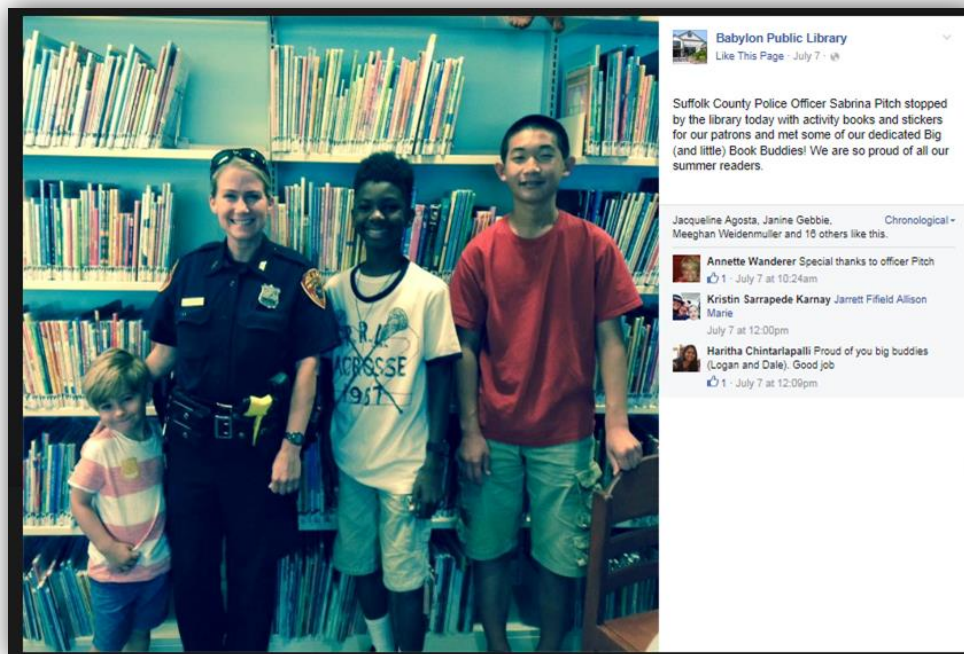 Babylon Public Library
Like This Page · July 7 ·
Suffolk County Police Officer Sabrina Pitch stopped
by the library today with activity books and stickers
for our patrons and met some of our dedicated Big
(and little) Book Buddies! We are so proud of all our
summer readers.
Jacqueline Agosta, Janine Gebbie,
Meeghan Weidenmuller and 16 others like this.
Chronological
Annette Wanderer Special thanks to officer Pitch
1 · July 7 at 10:24am
Kristin Sarrapede Karnay Jarrett Fifield Allison
Marie
July 7 at 12:00pm
Haritha Chintarlapalli Proud of you big buddies
(Logan and Dale). Good job
1 · July 7 at 12:09pm
ACROSSE
1987